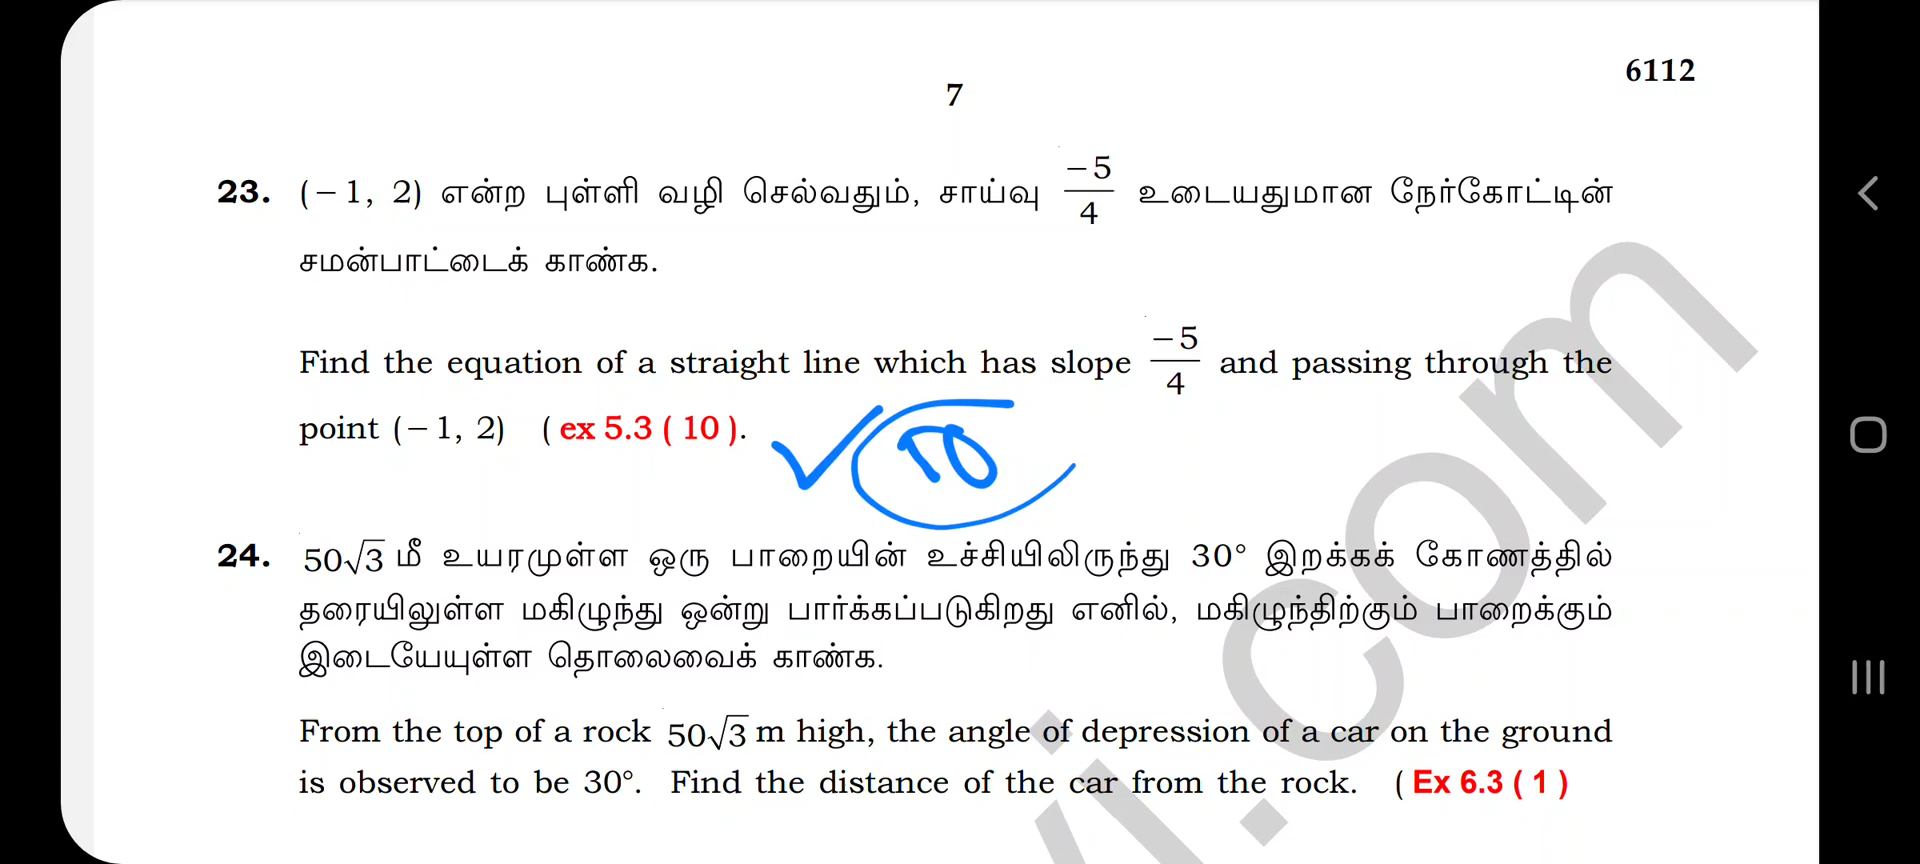 6112
7
23. (– 1, 2) என்ற புள்ளி வழி செல்வதும், சாய்வு –5/4 உடையதுமான நேர்கோட்டின்
சமன்பாட்டைக் காண்க.
Find the equation of a straight line which has slope –5/4 and passing through the
point (– 1, 2) ( ex 5.3 ( 10 ).
10
24. 50√3 மீ உயரமுள்ள ஒரு பாறையின் உச்சியிலிருந்து 30° இறக்கக் கோணத்தில்
தரையிலுள்ள மகிழுந்து ஒன்று பார்க்கப்படுகிறது எனில், மகிழுந்திற்கும் பாறைக்கும்
இடையேயுள்ள தொலைவைக் காண்க.
From the top of a rock 50√3 m high, the angle of depression of a car on the ground
is observed to be 30°. Find the distance of the car from the rock. ( Ex 6.3 ( 1 )
i.com